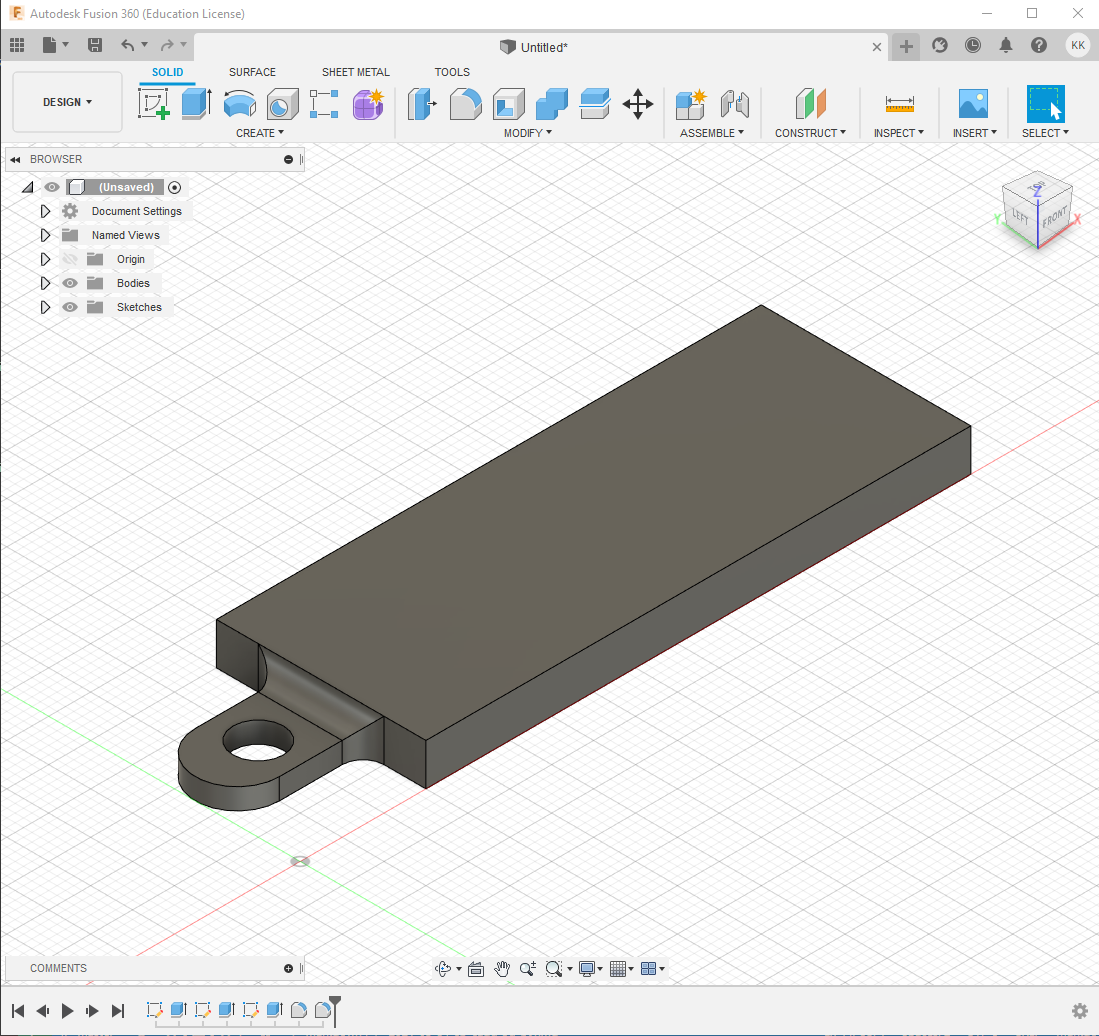 Autodesk Fusion 360 (Education License)
Untitled*
KK
SOLID SURFACE SHEET METAL TOOLS
DESIGN
CREATE MODIFY ASSEMBLE CONSTRUCT INSPECT INSERT SELECT
BROWSER
(Unsaved)
Document Settings
Named Views
Origin
Bodies
Sketches
TOP
Z
LEFT FRONT
Y X
COMMENTS